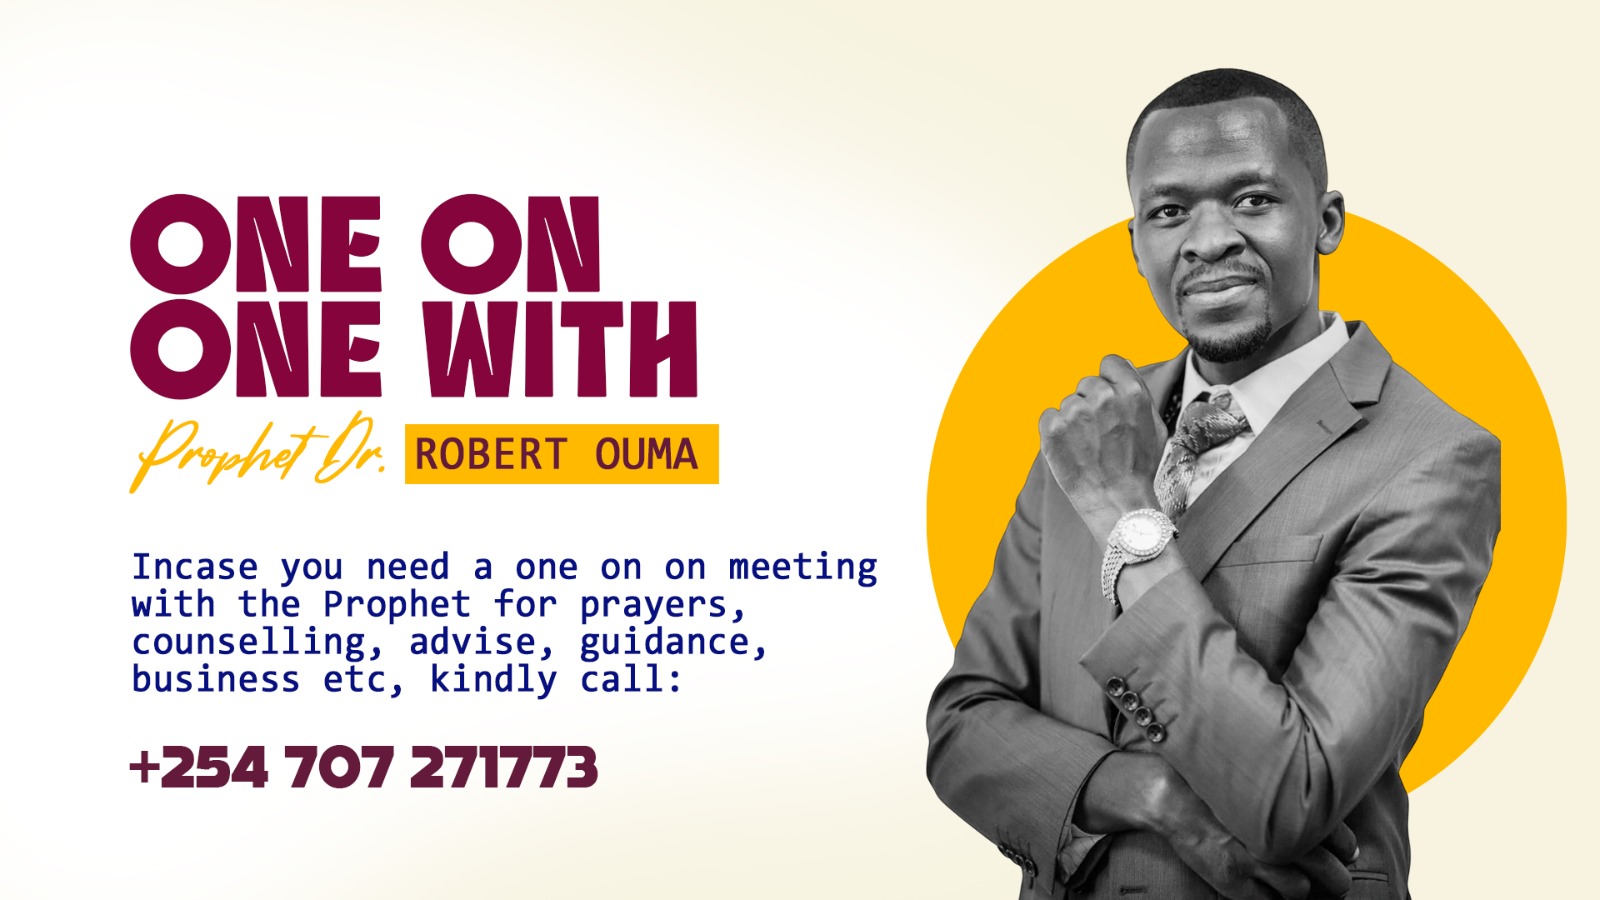 ONE ON
ONE WITH
Prophet Dr. ROBERT OUMA
Incase you need a one on on meeting
with the Prophet for prayers,
counselling, advise, guidance,
business etc, kindly call:
+254 707 271773